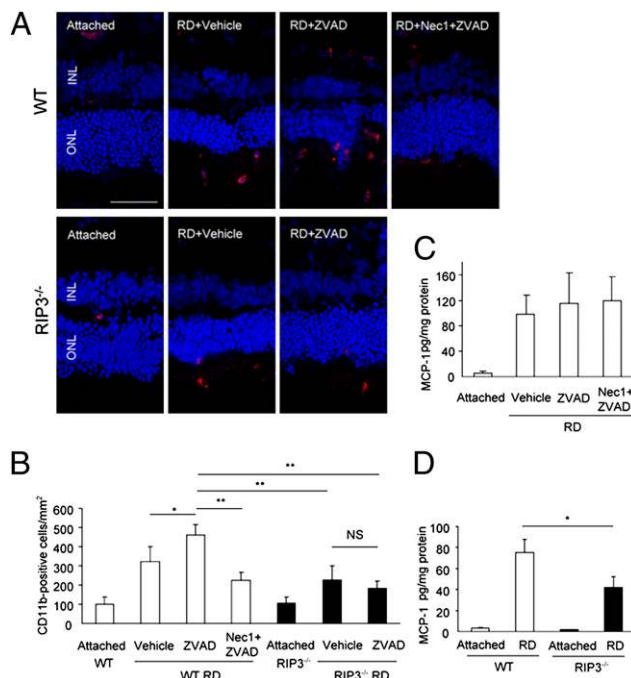 A
Attached
RD+Vehicle
RD+ZVAD
RD+Nec1+ZVAD
INL
ONL
WT
Attached
RD+Vehicle
RD+ZVAD
INL
ONL
RIP3-/-
C
MCP-1 pg/mg protein
160
120
80
40
0
Attached
Vehicle
ZVAD
Nec1+
ZVAD
RD
B
CD11b-positive cells/mm²
600
500
400
300
200
100
0
**
**
* **
NS
Attached
WT
Vehicle
ZVAD
Nec1+
ZVAD
WT RD
Attached
RIP3-/-
Vehicle
ZVAD
RIP3-/- RD
D
MCP-1 pg/mg protein
100
80
60
40
20
0
*
Attached
RD
Attached
RD
WT
RIP3-/-